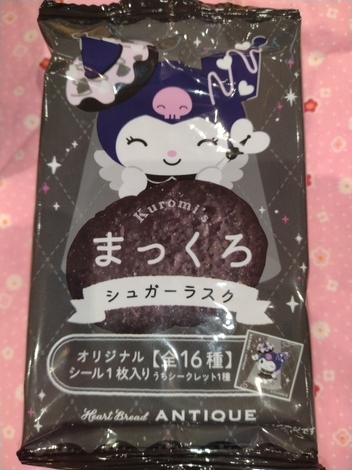 Kuromi's
まっくろ
シュガーラスク
オリジナル【全16種】
シール1枚入りうちシークレット1種
Heart Bread ANTIQUE